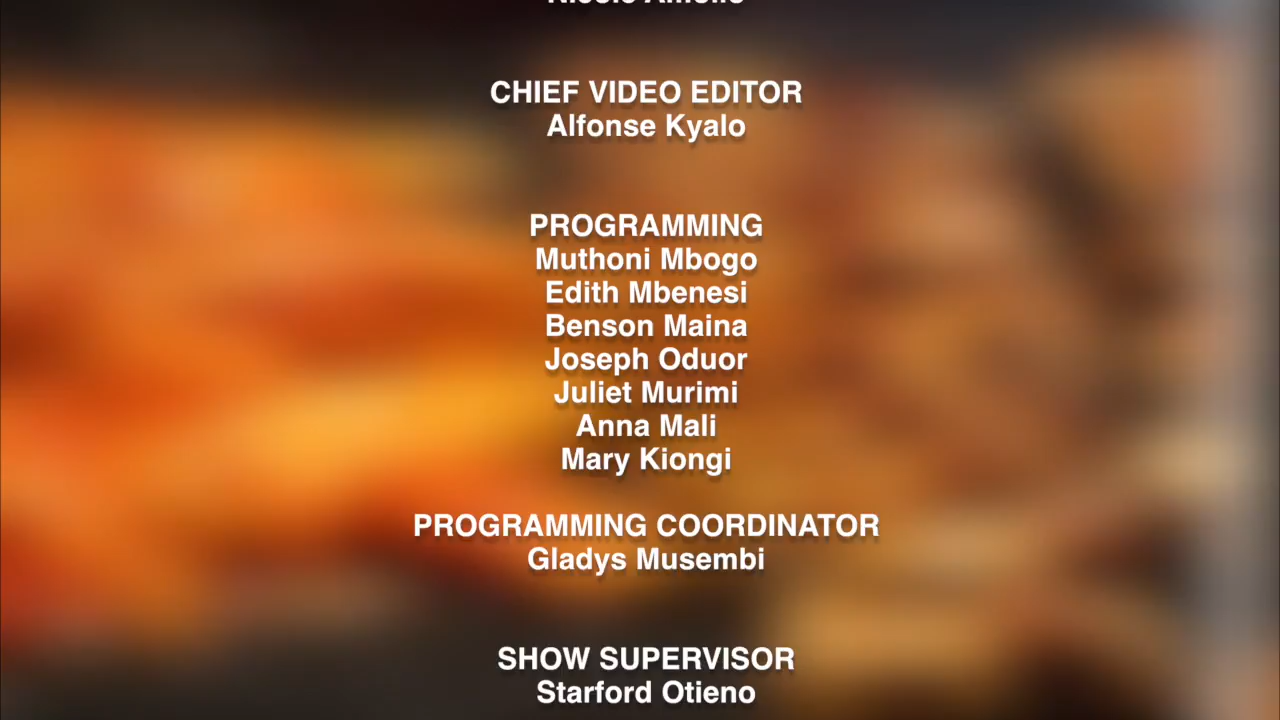 CHIEF VIDEO EDITOR
Alfonse Kyalo
PROGRAMMING
Muthoni Mbogo
Edith Mbenesi
Benson Maina
Joseph Oduor
Juliet Murimi
Anna Mali
Mary Kiongi
PROGRAMMING COORDINATOR
Gladys Musembi
SHOW SUPERVISOR
Starford Otieno